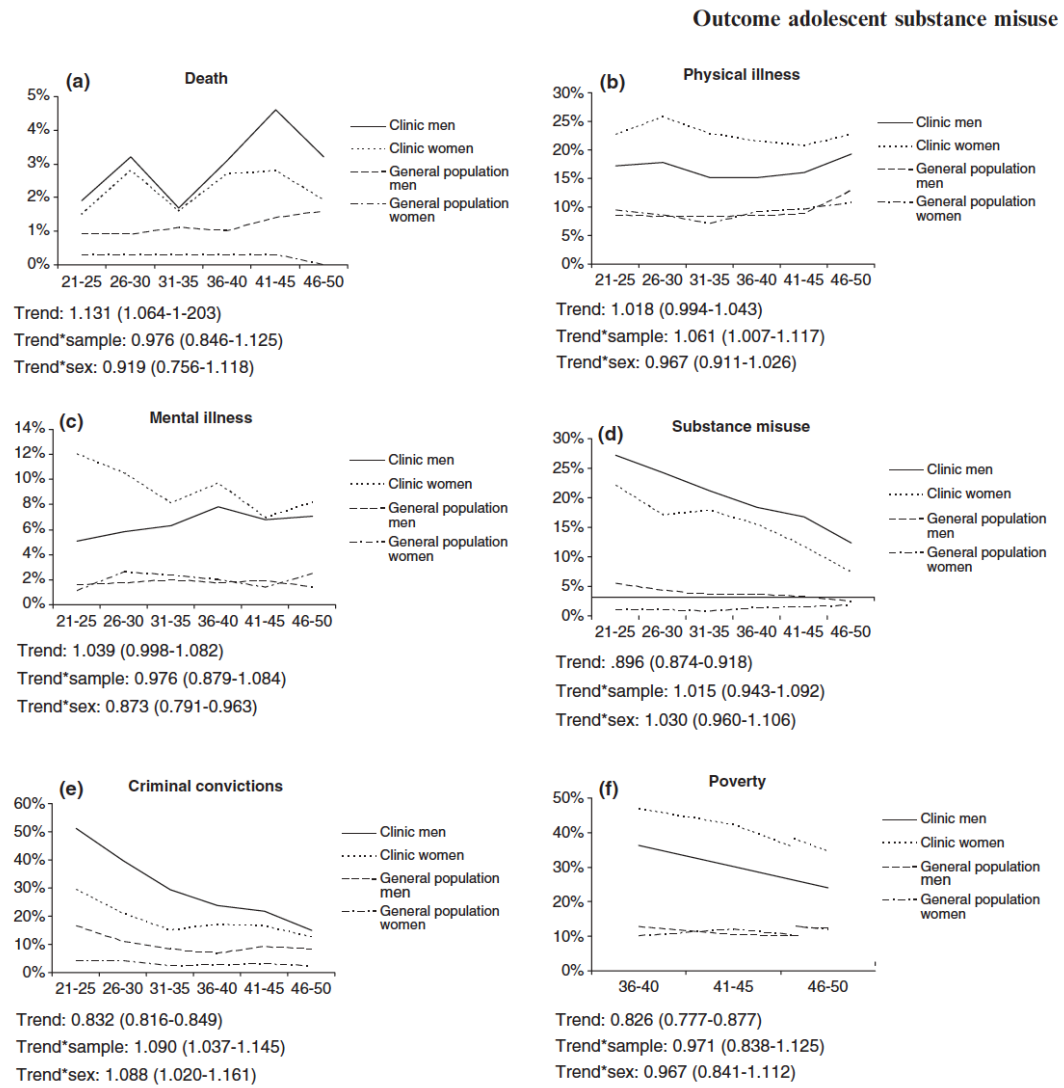 Outcome adolescent substance misuse
(a) Death
5%
4%
3%
2%
1%
0%
21-25 26-30 31-35 36-40 41-45 46-50
Clinic men
Clinic women
General population
men
General population
women
Trend: 1.131 (1.064-1-203)
Trend*sample: 0.976 (0.846-1.125)
Trend*sex: 0.919 (0.756-1.118)
(b) Physical illness
30%
25%
20%
15%
10%
5%
0%
21-25 26-30 31-35 36-40 41-45 46-50
Clinic men
Clinic women
General population
men
General population
women
Trend: 1.018 (0.994-1.043)
Trend*sample: 1.061 (1.007-1.117)
Trend*sex: 0.967 (0.911-1.026)
(c) Mental illness
14%
12%
10%
8%
6%
4%
2%
0%
21-25 26-30 31-35 36-40 41-45 46-50
Clinic men
Clinic women
General population
men
General population
women
Trend: 1.039 (0.998-1.082)
Trend*sample: 0.976 (0.879-1.084)
Trend*sex: 0.873 (0.791-0.963)
(d) Substance misuse
30%
25%
20%
15%
10%
5%
0%
21-25 26-30 31-35 36-40 41-45 46-50
Clinic men
Clinic women
General population
men
General population
women
Trend: .896 (0.874-0.918)
Trend*sample: 1.015 (0.943-1.092)
Trend*sex: 1.030 (0.960-1.106)
(e) Criminal convictions
60%
50%
40%
30%
20%
10%
0%
21-25 26-30 31-35 36-40 41-45 46-50
Clinic men
Clinic women
General population
men
General population
women
Trend: 0.832 (0.816-0.849)
Trend*sample: 1.090 (1.037-1.145)
Trend*sex: 1.088 (1.020-1.161)
(f) Poverty
50%
40%
30%
20%
10%
0%
36-40 41-45 46-50
Clinic men
Clinic women
General population
men
General population
women
Trend: 0.826 (0.777-0.877)
Trend*sample: 0.971 (0.838-1.125)
Trend*sex: 0.967 (0.841-1.112)